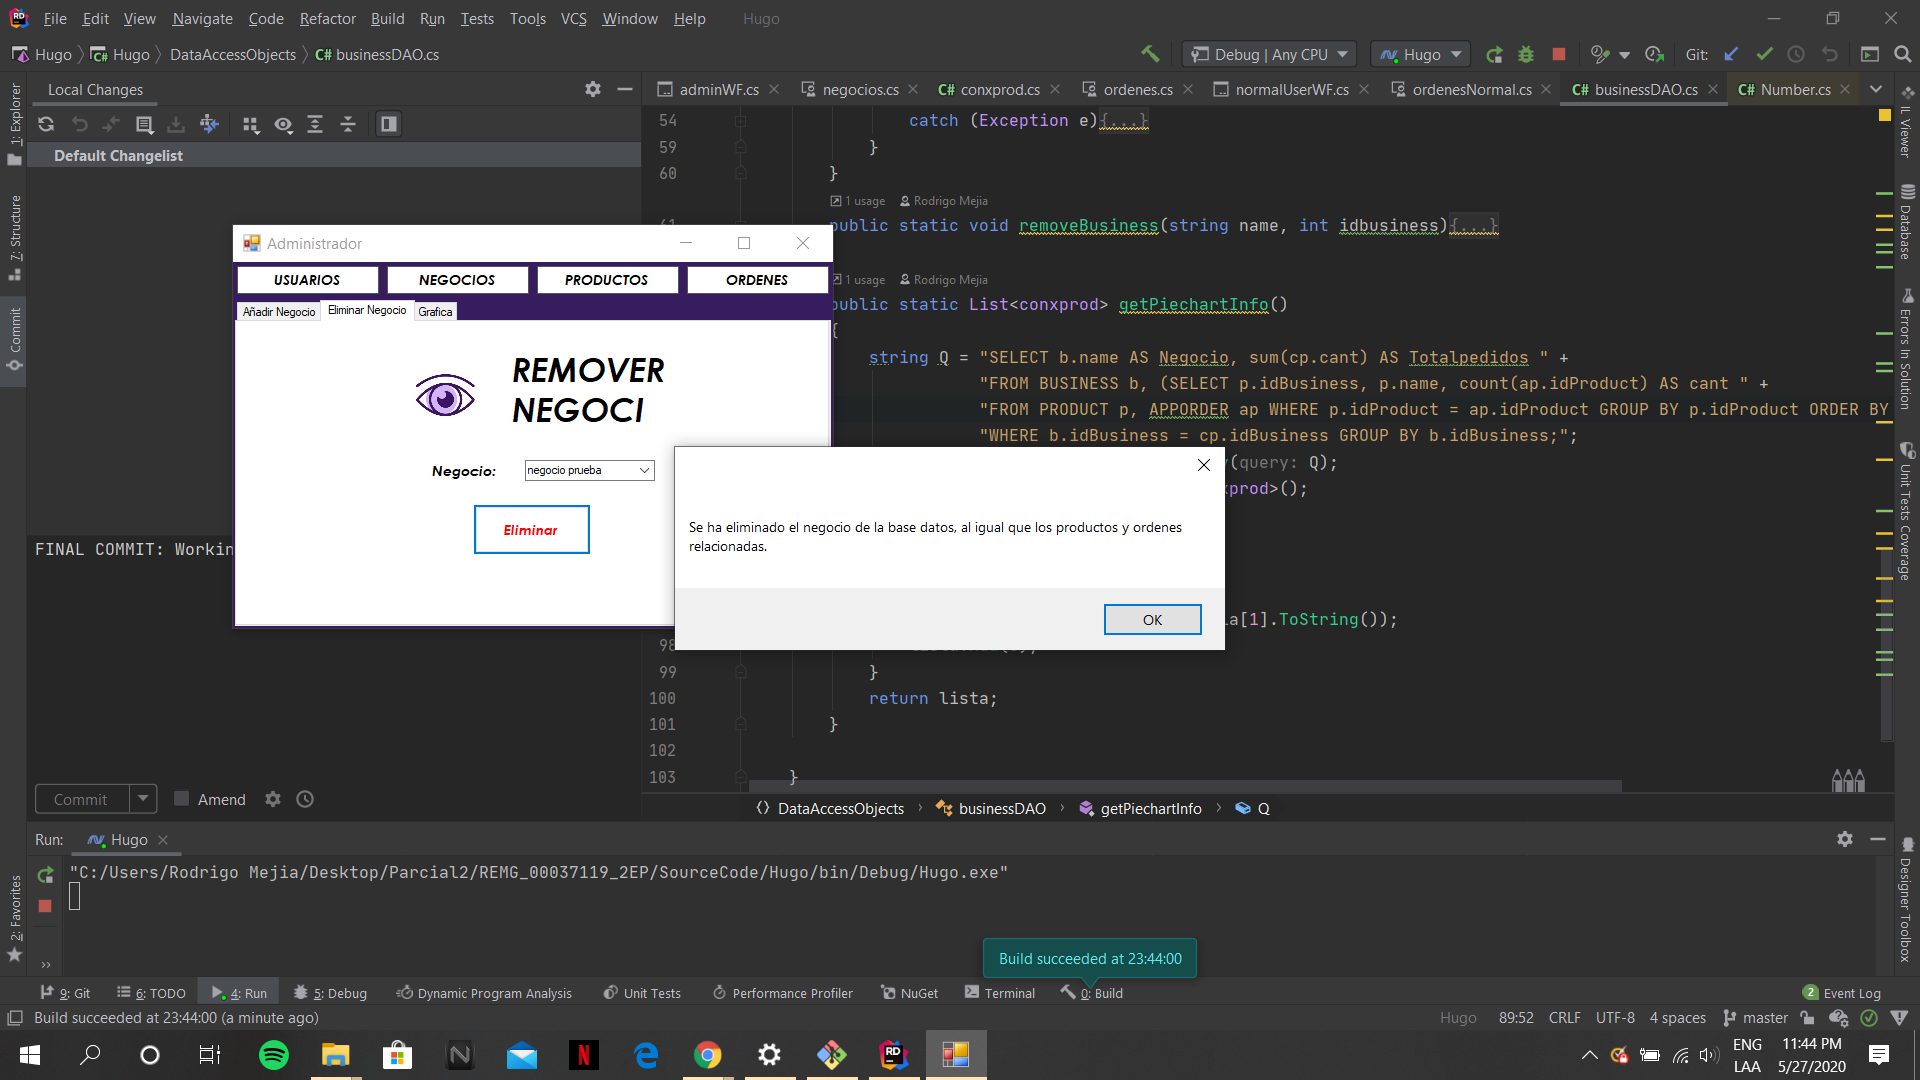 File Edit View Navigate Code Refactor Build Run Tests Tools VCS Window Help Hugo
Hugo Hugo DataAccessObjects C# businessDAO.cs Debug | Any CPU Hugo Git:
Local Changes
adminWF.cs negocios.cs C# conxprod.cs ordenes.cs normalUserWF.cs ordenesNormal.cs C# businessDAO.cs C# Number.cs
Default Changelist
54 catch (Exception e){...}
59 }
60 }
1 usage Rodrigo Mejia
public static void removeBusiness(string name, int idbusiness){...}
1 usage Rodrigo Mejia
public static List<conxprod> getPiechartInfo()
{
string Q = "SELECT b.name AS Negocio, sum(cp.cant) AS Totalpedidos " +
"FROM BUSINESS b, (SELECT p.idBusiness, p.name, count(ap.idProduct) AS cant " +
"FROM PRODUCT p, APPORDER ap WHERE p.idProduct = ap.idProduct GROUP BY p.idProduct ORDER BY
"WHERE b.idBusiness = cp.idBusiness GROUP BY b.idBusiness;";
(query: Q);
xprod>();
a[1].ToString());
98
99 }
100 return lista;
101 }
102
103 }
Administrador
USUARIOS NEGOCIOS PRODUCTOS ORDENES
Añadir Negocio Eliminar Negocio Grafica
REMOVER
NEGOCI
Negocio: negocio prueba
Eliminar
Se ha eliminado el negocio de la base datos, al igual que los productos y ordenes
relacionadas.
OK
FINAL COMMIT: Workin
Commit Amend
DataAccessObjects businessDAO getPiechartInfo Q
Run: Hugo
"C:/Users/Rodrigo Mejia/Desktop/Parcial2/REMG_00037119_2EP/SourceCode/Hugo/bin/Debug/Hugo.exe"
Build succeeded at 23:44:00
9: Git 6: TODO 4: Run 5: Debug Dynamic Program Analysis Unit Tests Performance Profiler NuGet Terminal 0: Build 2 Event Log
Build succeeded at 23:44:00 (a minute ago) Hugo 89:52 CRLF UTF-8 4 spaces master
ENG 11:44 PM
LAA 5/27/2020
1: Explorer
7: Structure
Commit
2: Favorites
IL Viewer
Database
Errors In Solution
Unit Tests Coverage
Designer Toolbox